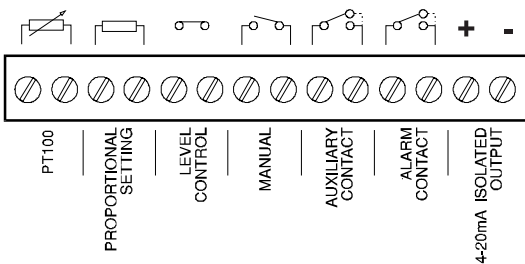 + -
PT100
PROPORTIONAL
SETTING
LEVEL
CONTROL
MANUAL
AUXILIARY
CONTACT
ALARM
CONTACT
4-20mA ISOLATED
OUTPUT